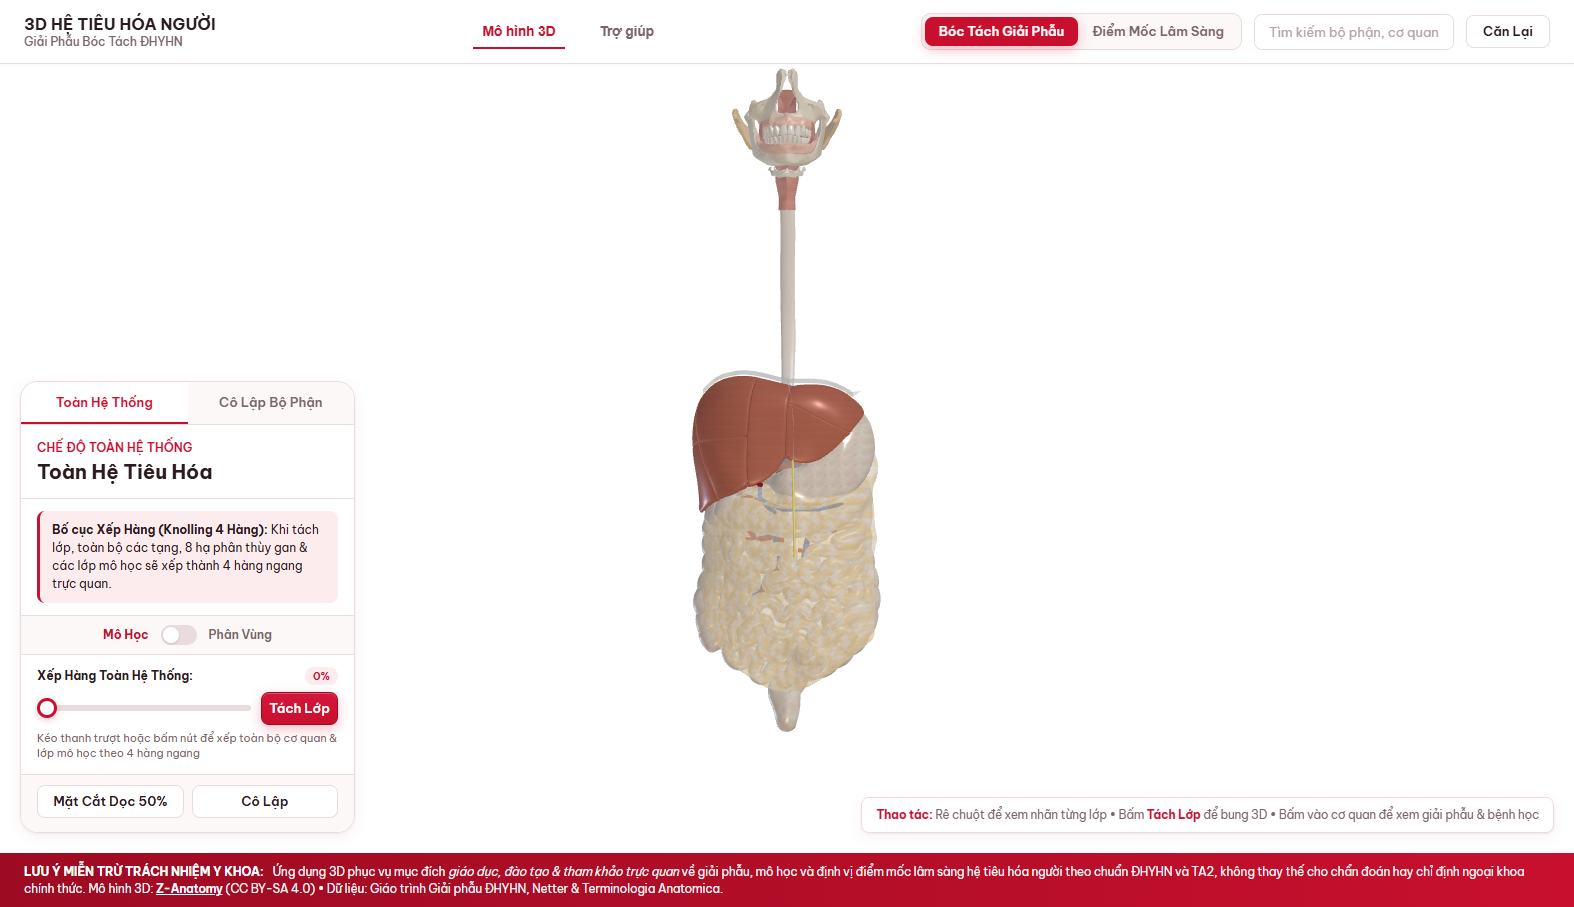 3D HỆ TIÊU HÓA NGƯỜI
Giải Phẫu Bóc Tách ĐHYHN
Mô hình 3D
Trợ giúp
Bóc Tách Giải Phẫu
Điểm Mốc Lâm Sàng
Tìm kiếm bộ phận, cơ quan
Căn Lại
Toàn Hệ Thống
Cô Lập Bộ Phận
CHẾ ĐỘ TOÀN HỆ THỐNG
Toàn Hệ Tiêu Hóa
Bố cục Xếp Hàng (Knolling 4 Hàng): Khi tách
lớp, toàn bộ các tạng, 8 hạ phân thùy gan &
các lớp mô học sẽ xếp thành 4 hàng ngang
trực quan.
Mô Học
Phân Vùng
Xếp Hàng Toàn Hệ Thống:
0%
Tách Lớp
Kéo thanh trượt hoặc bấm nút để xếp toàn bộ cơ quan &
lớp mô học theo 4 hàng ngang
Mặt Cắt Dọc 50%
Cô Lập
Thao tác: Rê chuột để xem nhãn từng lớp • Bấm Tách Lớp để bung 3D • Bấm vào cơ quan để xem giải phẫu & bệnh học
LƯU Ý MIỄN TRỪ TRÁCH NHIỆM Y KHOA: Ứng dụng 3D phục vụ mục đích giáo dục, đào tạo & tham khảo trực quan về giải phẫu, mô học và định vị điểm mốc lâm sàng hệ tiêu hóa người theo chuẩn ĐHYHN và TA2, không thay thế cho chẩn đoán hay chỉ định ngoại khoa
chính thức. Mô hình 3D: Z-Anatomy (CC BY-SA 4.0) • Dữ liệu: Giáo trình Giải phẫu ĐHYHN, Netter & Terminologia Anatomica.